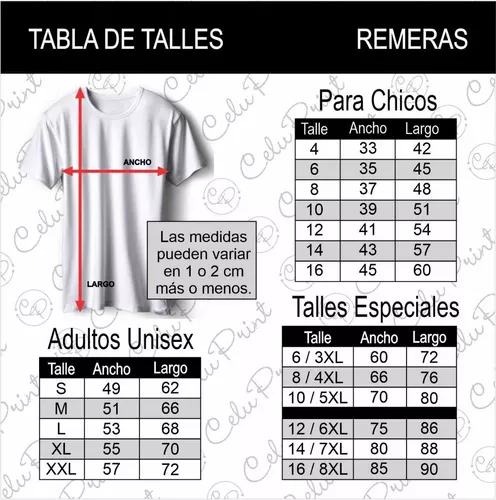 TABLA DE TALLES
REMERAS
ANCHO
LARGO
Las medidas
pueden variar
en 1 o 2 cm
más o menos.
Para Chicos
Talle Ancho Largo
4 33 42
6 35 45
8 37 48
10 39 51
12 41 54
14 43 57
16 45 60
Adultos Unisex
Talle Ancho Largo
S 49 62
M 51 66
L 53 68
XL 55 70
XXL 57 72
Talles Especiales
Talle Ancho Largo
6 / 3XL 60 72
8 / 4XL 66 76
10 / 5XL 70 80
12 / 6XL 75 86
14 / 7XL 80 88
16 / 8XL 85 90
Celu Print